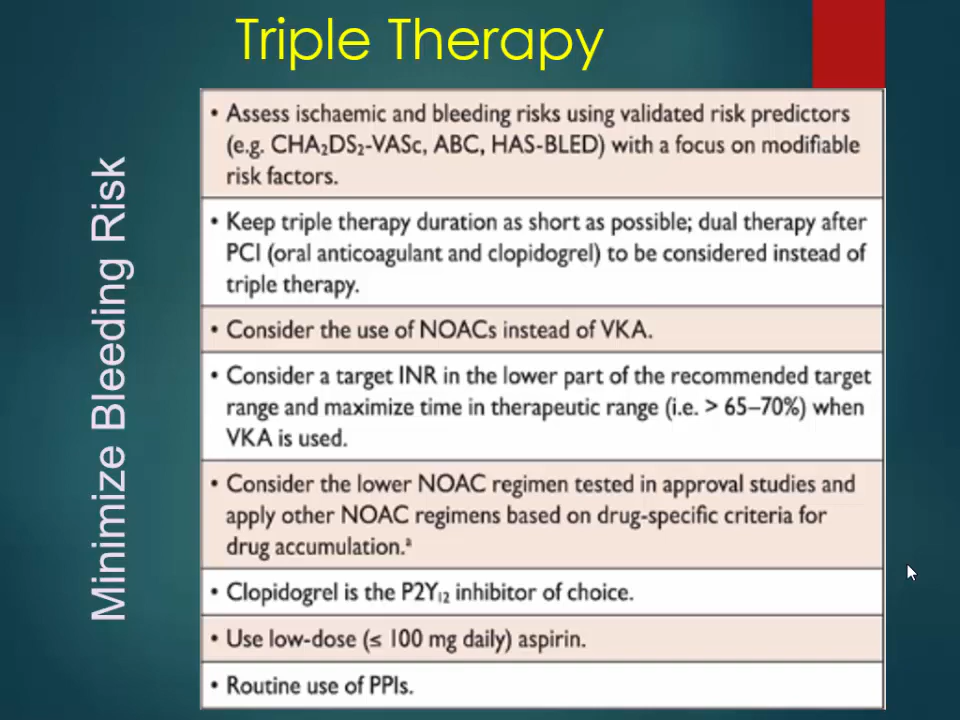 Triple Therapy
Minimize Bleeding Risk
• Assess ischaemic and bleeding risks using validated risk predictors
(e.g. CHA₂DS₂-VASc, ABC, HAS-BLED) with a focus on modifiable
risk factors.
• Keep triple therapy duration as short as possible; dual therapy after
PCI (oral anticoagulant and clopidogrel) to be considered instead of
triple therapy.
• Consider the use of NOACs instead of VKA.
• Consider a target INR in the lower part of the recommended target
range and maximize time in therapeutic range (i.e. > 65–70%) when
VKA is used.
• Consider the lower NOAC regimen tested in approval studies and
apply other NOAC regimens based on drug-specific criteria for
drug accumulation.ᵃ
• Clopidogrel is the P2Y₁₂ inhibitor of choice.
• Use low-dose (≤ 100 mg daily) aspirin.
• Routine use of PPIs.